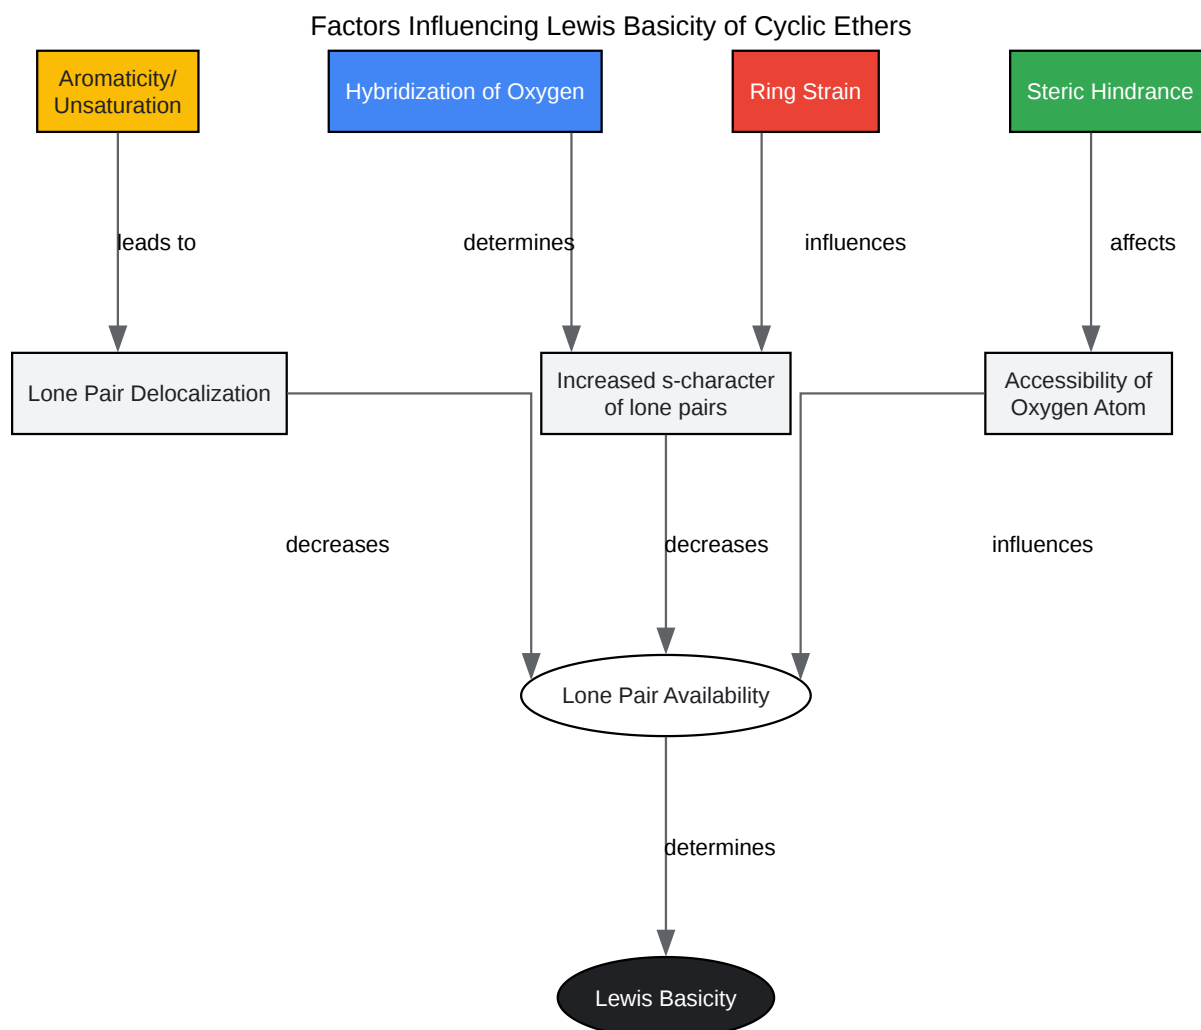 Factors Influencing Lewis Basicity of Cyclic Ethers
Aromaticity/
Unsaturation
Hybridization of Oxygen
Ring Strain
Steric Hindrance
leads to
determines
influences
affects
Lone Pair Delocalization
Increased s-character
of lone pairs
Accessibility of
Oxygen Atom
decreases
decreases
influences
Lone Pair Availability
determines
Lewis Basicity